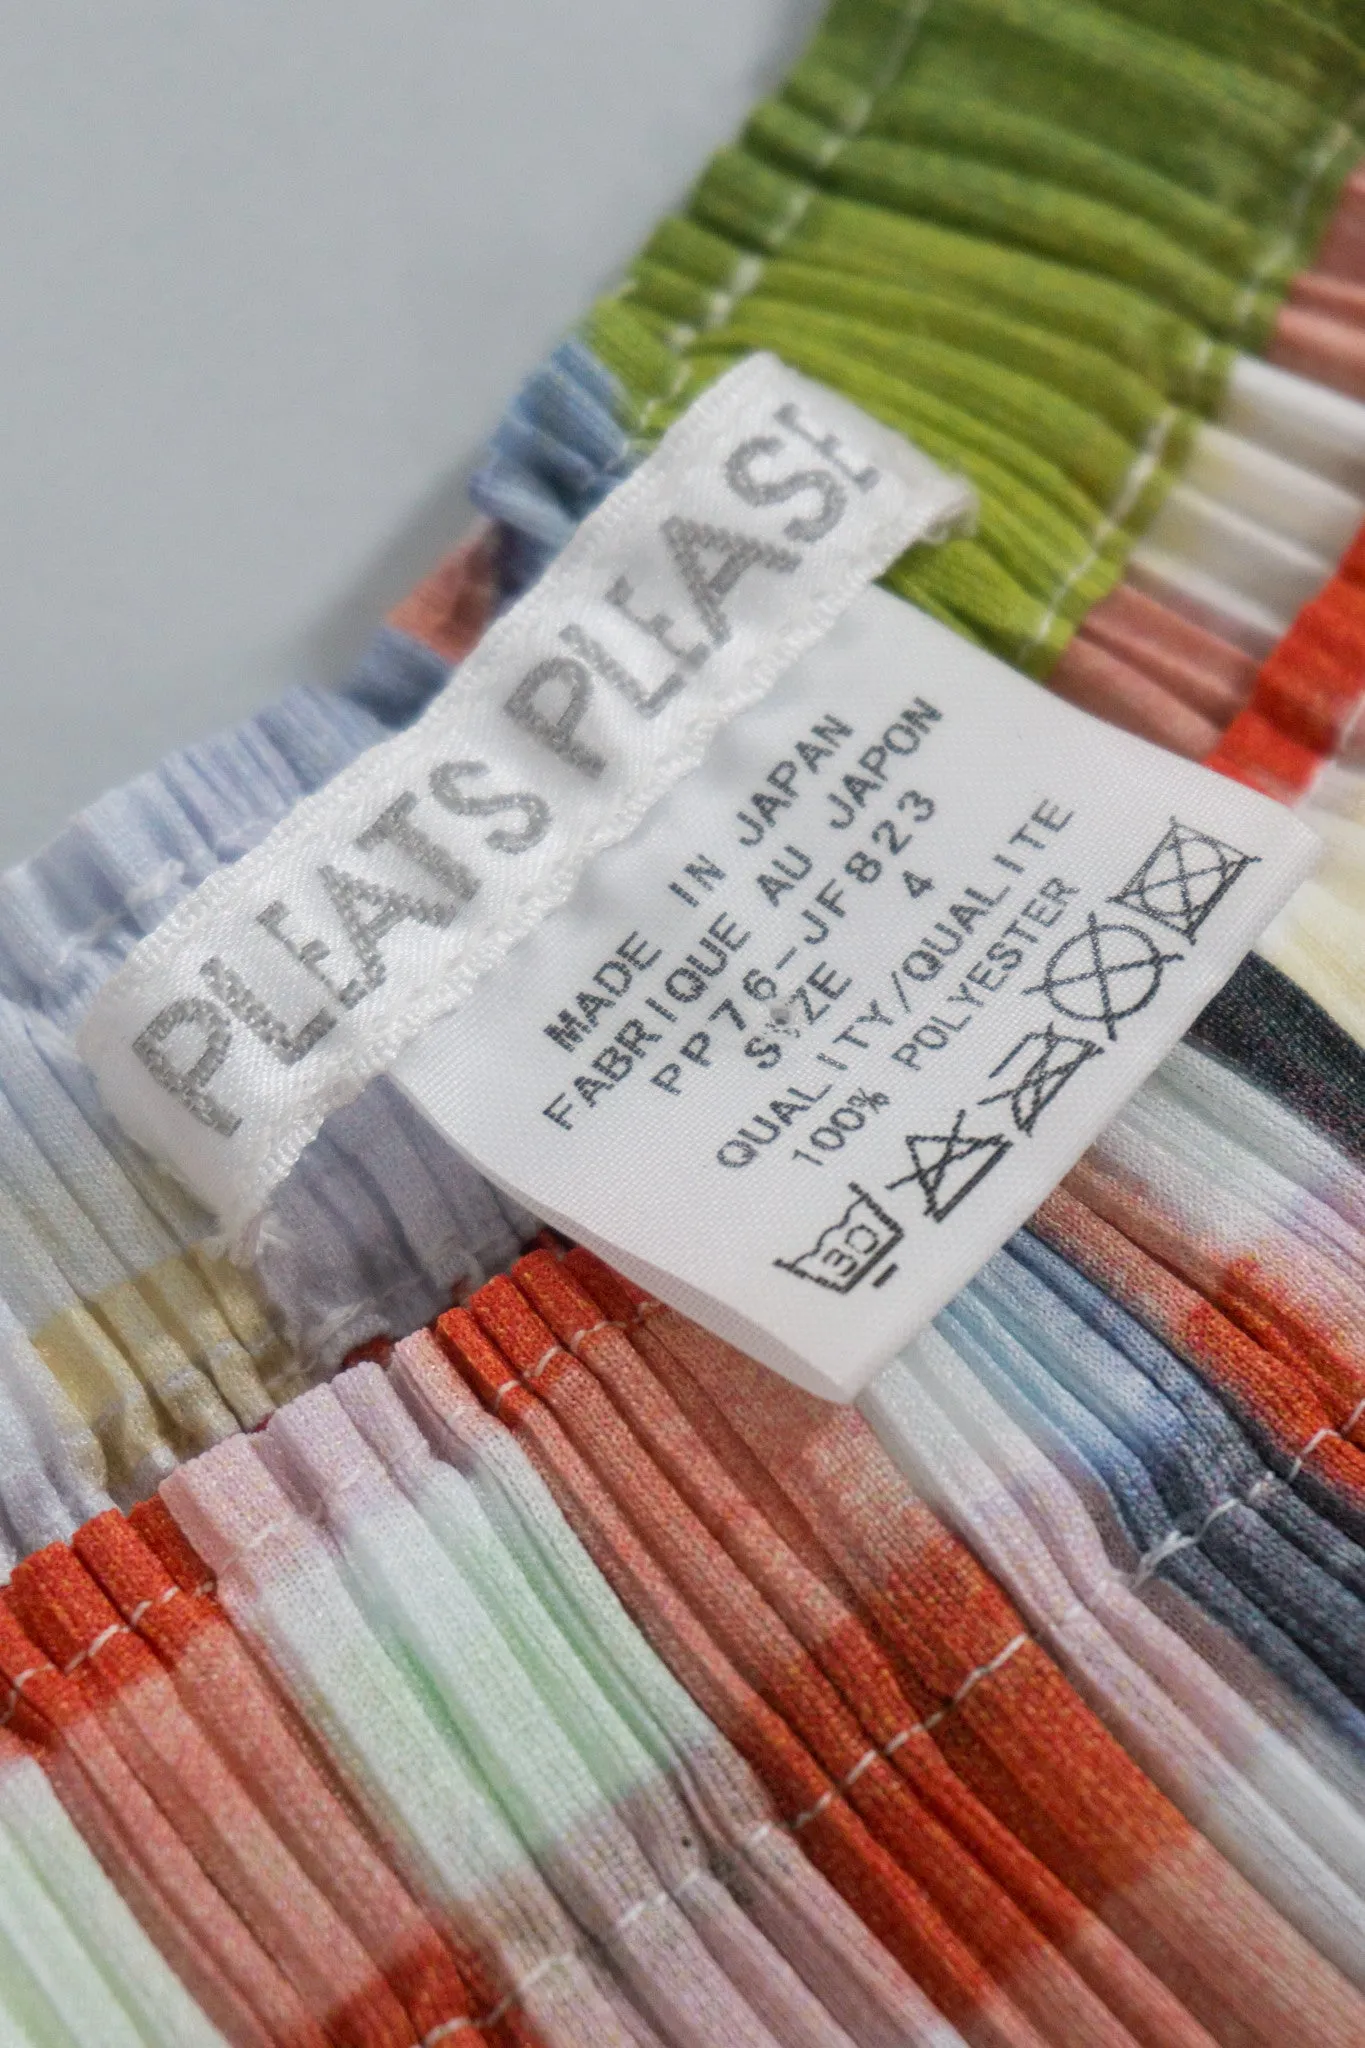 PLEATS PLEASE
MADE IN JAPAN
FABRIQUE AU JAPON
PP76-JF823
SIZE 4
QUALITY/QUALITE
100% POLYESTER
30